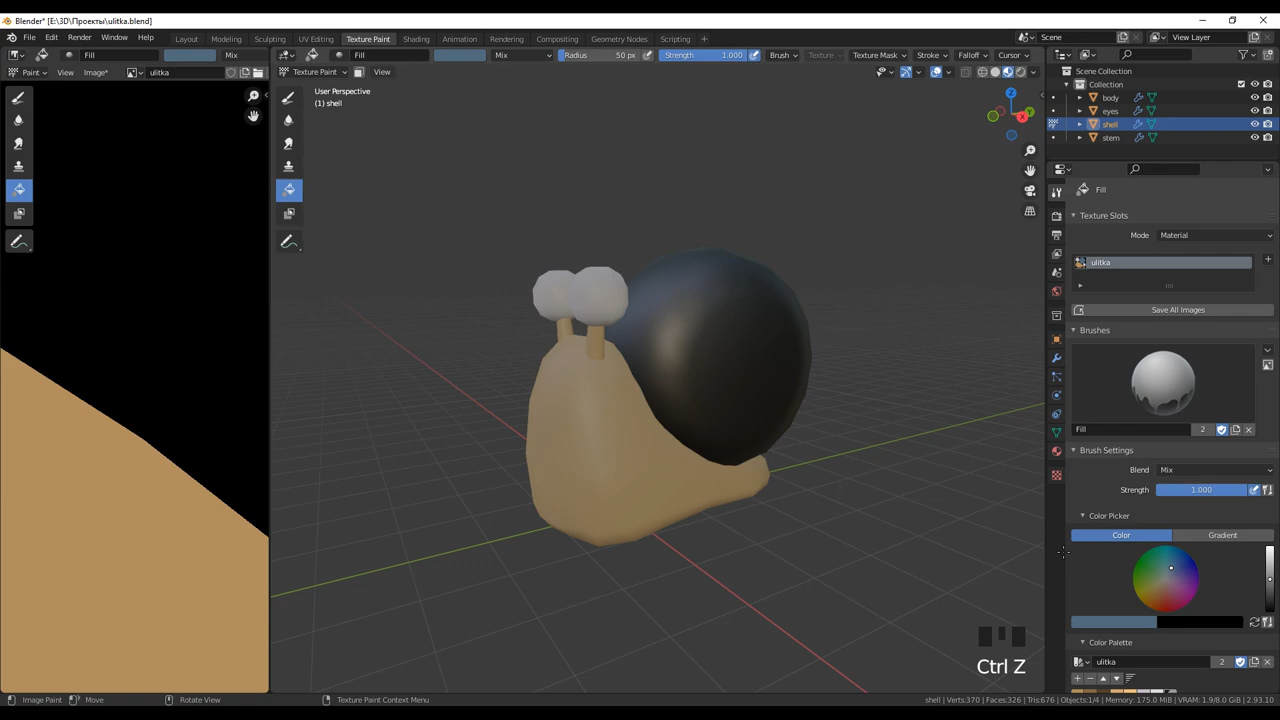 Blender* [E:\3D\Проекты\ulitka.blend]
File Edit Render Window Help Layout Modeling Sculpting UV Editing Texture Paint Shading Animation Rendering Compositing Geometry Nodes Scripting + Scene View Layer
Fill Mix Fill Mix Radius 50 px Strength 1.000 Brush Texture Texture Mask Stroke Falloff Cursor
Paint View Image* ulitka Texture Paint View
User Perspective
(1) shell
Scene Collection
Collection
body
eyes
shell
stem
Z
Y
X
Fill
Texture Slots
Mode Material
ulitka
Save All Images
Brushes
Fill 2
Brush Settings
Blend Mix
Strength 1.000
Color Picker
Color Gradient
Color Palette
ulitka 2
Ctrl Z
Image Paint Move Rotate View Texture Paint Context Menu shell | Verts:370 | Faces:326 | Tris:676 | Objects:1/4 | Memory: 175.0 MiB | VRAM: 1.9/8.0 GiB | 2.93.10